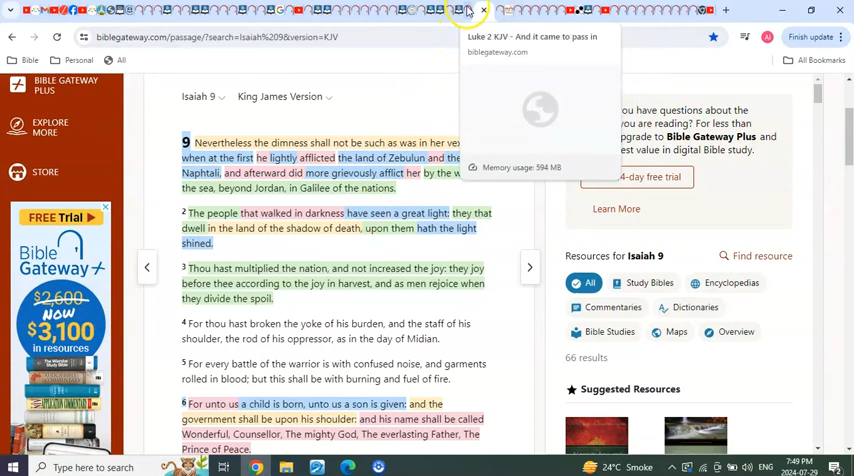 biblegateway.com/passage/?search=Isaiah%209&version=KJV
Finish update
Bible
Personal
All
All Bookmarks
Luke 2 KJV - And it came to pass in
biblegateway.com
Memory usage: 594 MB
BIBLE GATEWAY
PLUS
EXPLORE
MORE
STORE
FREE Trial
Bible
Gateway+
$2,600
NOW
$3,100
in resources
Isaiah 9
King James Version
9 Nevertheless the dimness shall not be such as was in her vex
when at the first he lightly afflicted the land of Zebulun and the
Naphtali, and afterward did more grievously afflict her by the w
the sea, beyond Jordan, in Galilee of the nations.
2 The people that walked in darkness have seen a great light: they that
dwell in the land of the shadow of death, upon them hath the light
shined.
3 Thou hast multiplied the nation, and not increased the joy: they joy
before thee according to the joy in harvest, and as men rejoice when
they divide the spoil.
4 For thou hast broken the yoke of his burden, and the staff of his
shoulder, the rod of his oppressor, as in the day of Midian.
5 For every battle of the warrior is with confused noise, and garments
rolled in blood; but this shall be with burning and fuel of fire.
6 For unto us a child is born, unto us a son is given: and the
government shall be upon his shoulder: and his name shall be called
Wonderful, Counsellor, The mighty God, The everlasting Father, The
Prince of Peace.
ou have questions about the
you are reading? For less than
upgrade to Bible Gateway Plus and
est value in digital Bible study.
4-day free trial
Learn More
Resources for Isaiah 9
Find resource
All
Study Bibles
Encyclopedias
Commentaries
Dictionaries
Bible Studies
Maps
Overview
66 results
Suggested Resources
Type here to search
24°C Smoke
ENG
7:49 PM
2024-07-29